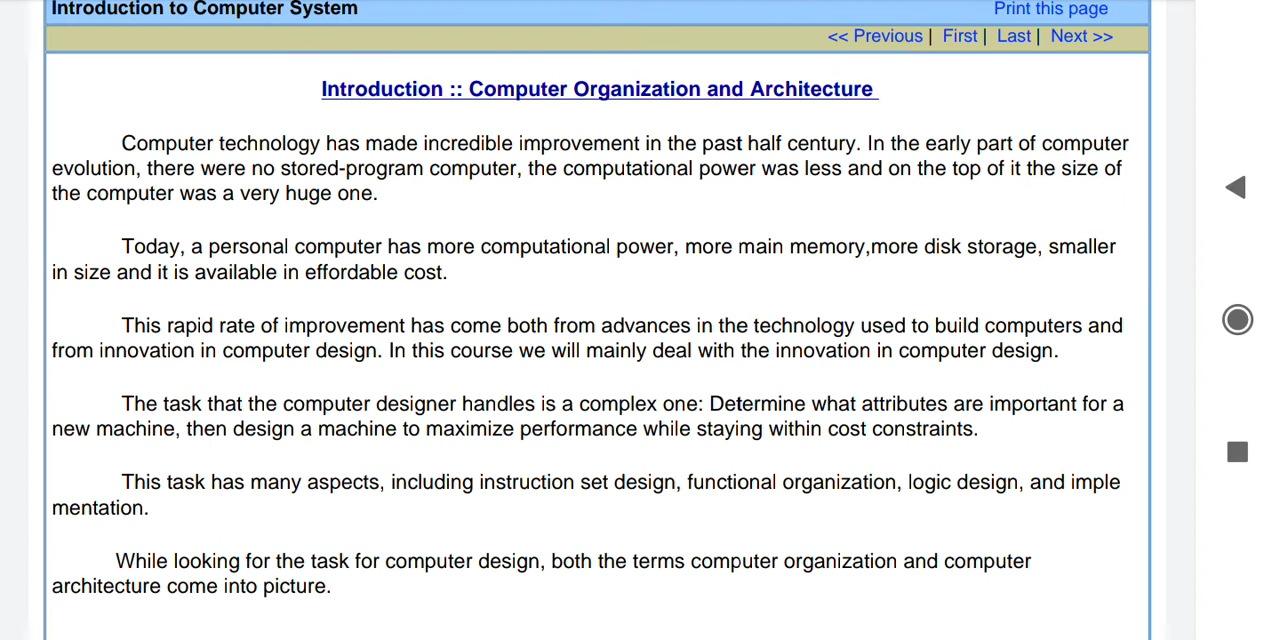 Introduction to Computer System
Print this page
<< Previous | First | Last | Next >>
Introduction :: Computer Organization and Architecture
Computer technology has made incredible improvement in the past half century. In the early part of computer
evolution, there were no stored-program computer, the computational power was less and on the top of it the size of
the computer was a very huge one.
Today, a personal computer has more computational power, more main memory,more disk storage, smaller
in size and it is available in effordable cost.
This rapid rate of improvement has come both from advances in the technology used to build computers and
from innovation in computer design. In this course we will mainly deal with the innovation in computer design.
The task that the computer designer handles is a complex one: Determine what attributes are important for a
new machine, then design a machine to maximize performance while staying within cost constraints.
This task has many aspects, including instruction set design, functional organization, logic design, and imple
mentation.
While looking for the task for computer design, both the terms computer organization and computer
architecture come into picture.